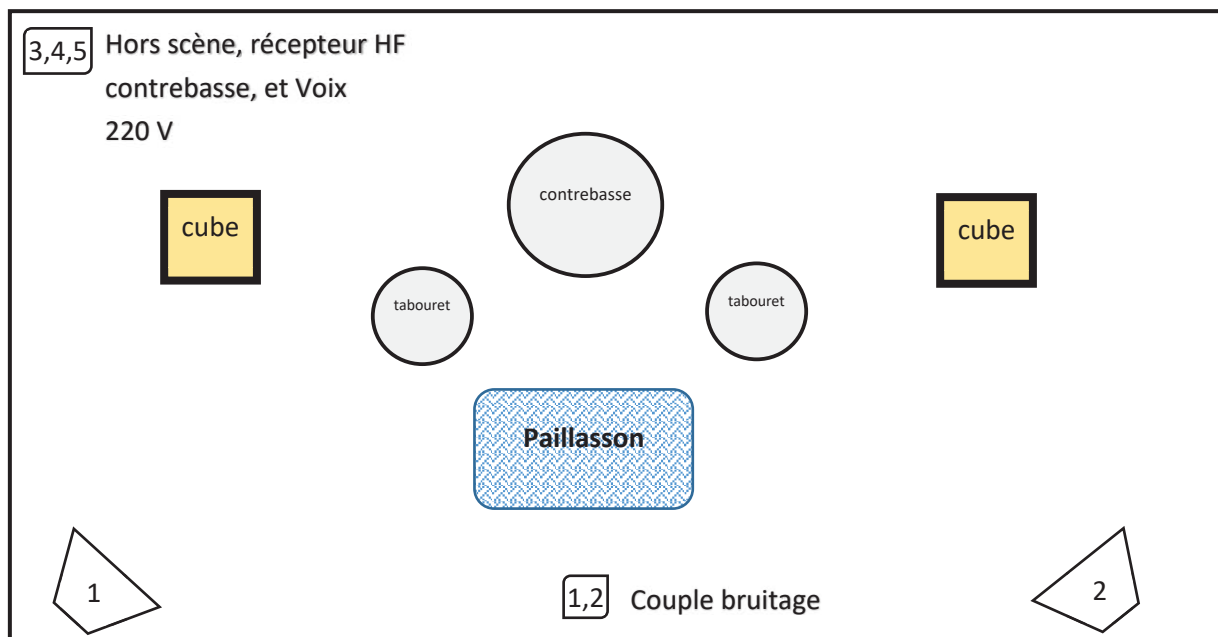 3,4,5
Hors scène, récepteur HF
contrebasse, et Voix
220 V
contrebasse
cube
cube
tabouret
tabouret
Paillasson
1
1,2
Couple bruitage
2